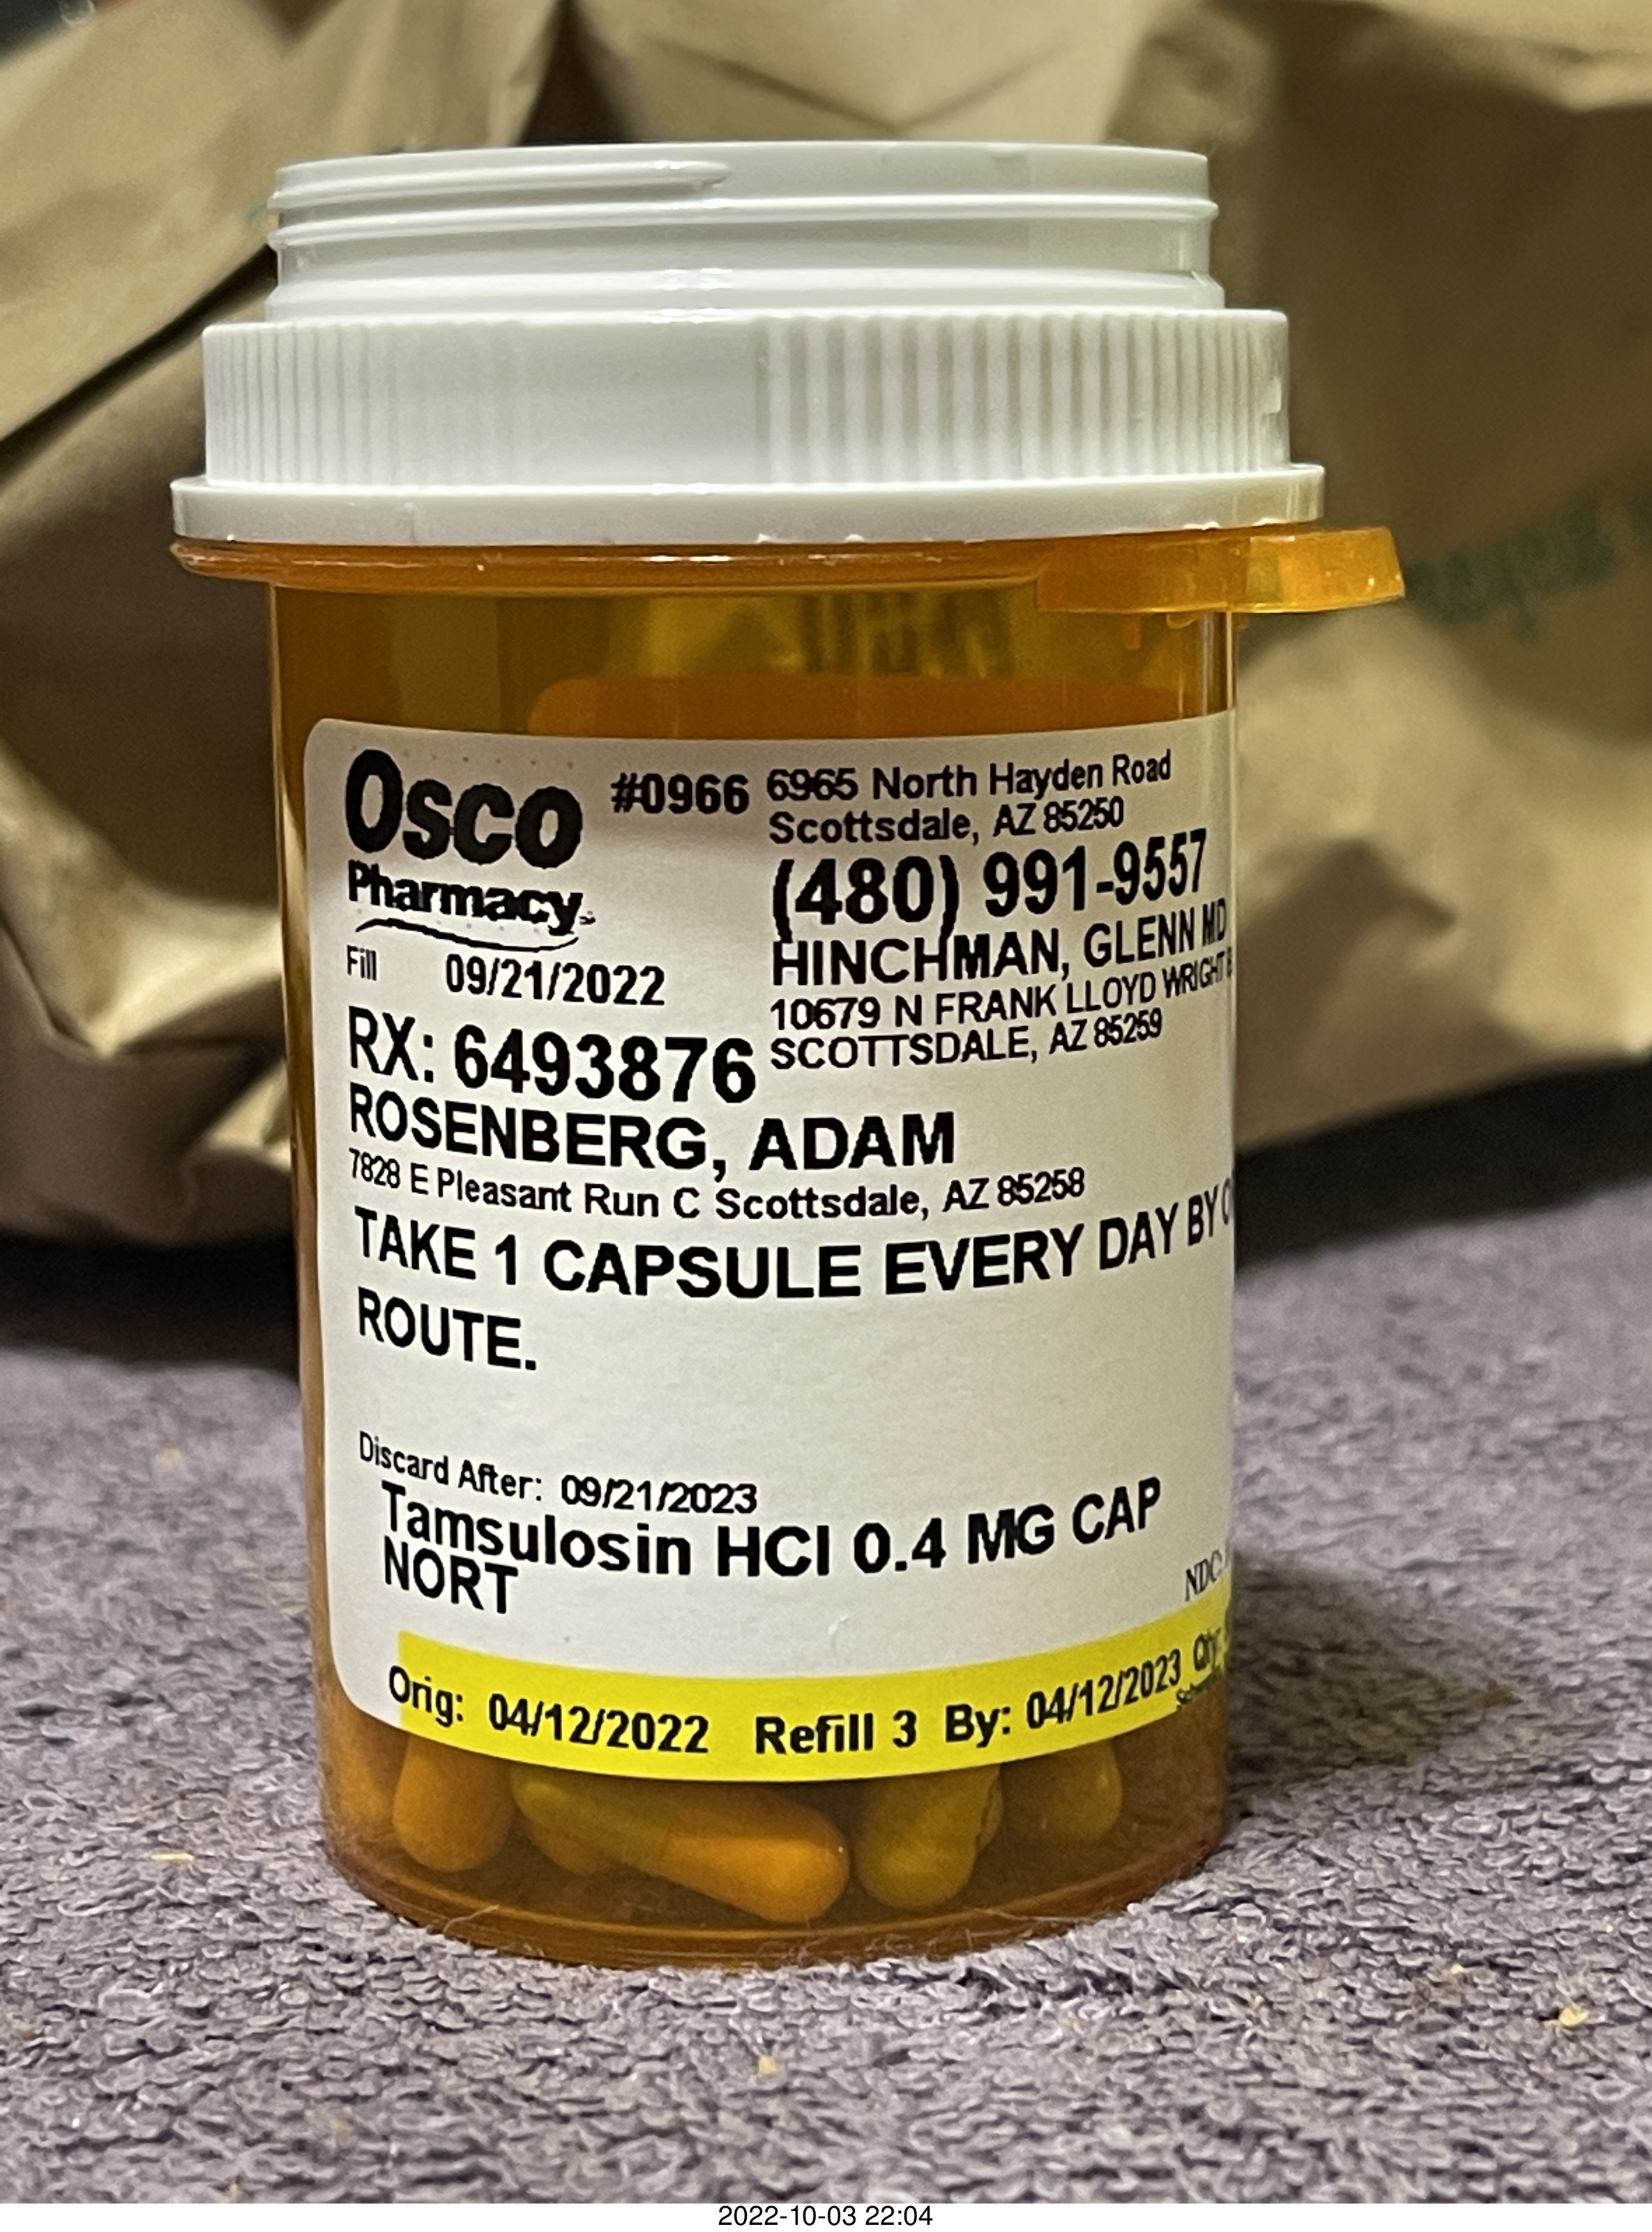 Osco
Pharmacy
#0966
6965 North Hayden Road
Scottsdale, AZ 85250
(480) 991-9557
HINCHMAN, GLENN MD
10679 N FRANK LLOYD WRIGHT
SCOTTSDALE, AZ 85259
Fill 09/21/2022
RX: 6493876
ROSENBERG, ADAM
7828 E Pleasant Run C Scottsdale, AZ 85258
TAKE 1 CAPSULE EVERY DAY BY
ROUTE.
Discard After: 09/21/2023
Tamsulosin HCl 0.4 MG CAP
NORT
NDC:
Orig: 04/12/2022 Refill 3 By: 04/12/2023 Qty:
2022-10-03 22:04